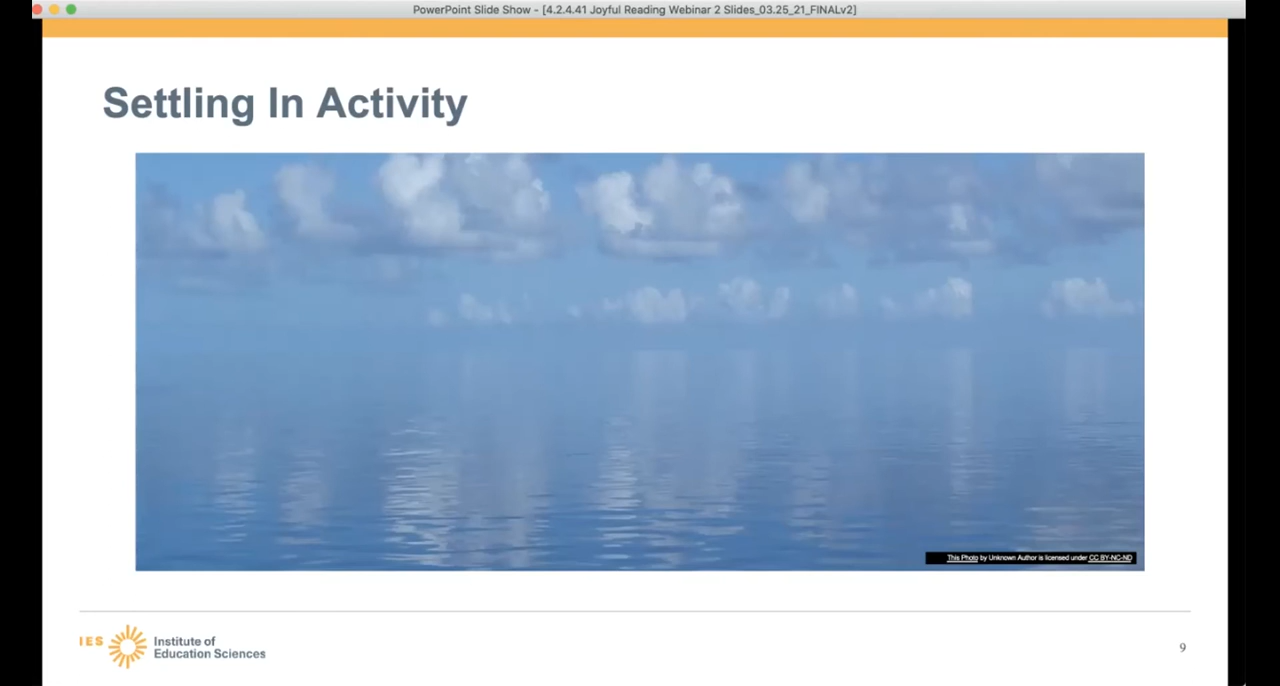 PowerPoint Slide Show - [4.2.4.41 Joyful Reading Webinar 2 Slides_03.25_21_FINALv2]
Settling In Activity
This Photo by Unknown Author is licensed under CC BY-NC-ND
IES
Institute of
Education Sciences
9